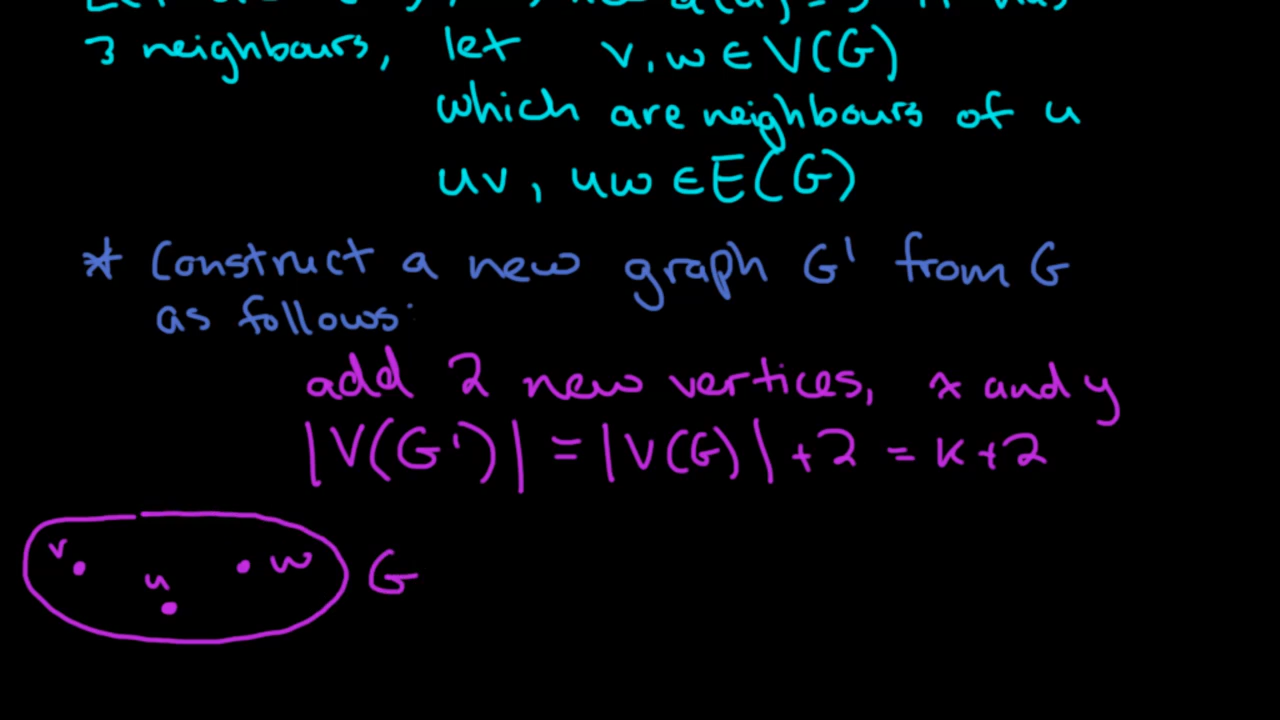 3 neighbours, let v, w ∈ V(G)
which are neighbours of u
uv, uw ∈ E(G)
* Construct a new graph G' from G
as follows:
add 2 new vertices, x and y
|V(G')| = |V(G)| + 2 = k+2
v
w
u
G